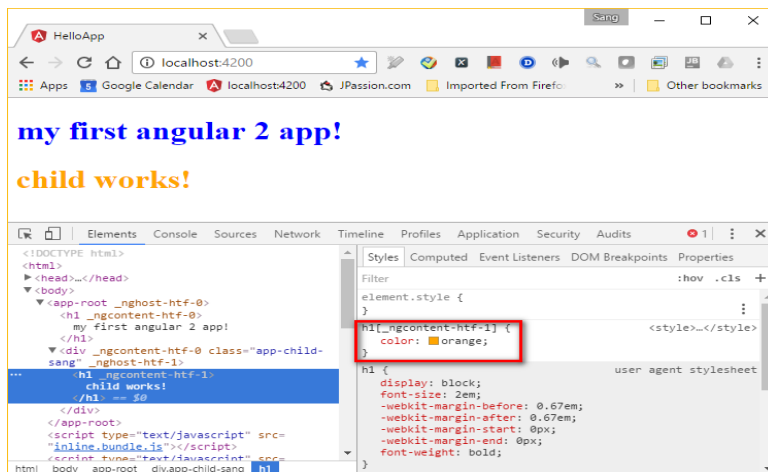 Sang
HelloApp
localhost:4200
Apps Google Calendar localhost:4200 JPassion.com Imported From Firefo » Other bookmarks
my first angular 2 app!
child works!
Elements Console Sources Network Timeline Profiles Application Security Audits 1
<!DOCTYPE html>
<html>
<head>…</head>
<body>
<app-root _nghost-htf-0>
<h1 _ngcontent-htf-0>
my first angular 2 app!
</h1>
<div _ngcontent-htf-0 class="app-child-
sang" _nghost-htf-1>
<h1 _ngcontent-htf-1>
child works!
</h1> == $0
</div>
</app-root>
<script type="text/javascript" src=
"inline.bundle.js"></script>
<script type="text/javascript" src=
html body app-root div.app-child-sang h1
Styles Computed Event Listeners DOM Breakpoints Properties
Filter :hov .cls +
element.style {
}
h1[_ngcontent-htf-1] { <style>…</style>
color: orange;
}
h1 { user agent stylesheet
display: block;
font-size: 2em;
-webkit-margin-before: 0.67em;
-webkit-margin-after: 0.67em;
-webkit-margin-start: 0px;
-webkit-margin-end: 0px;
font-weight: bold;
}